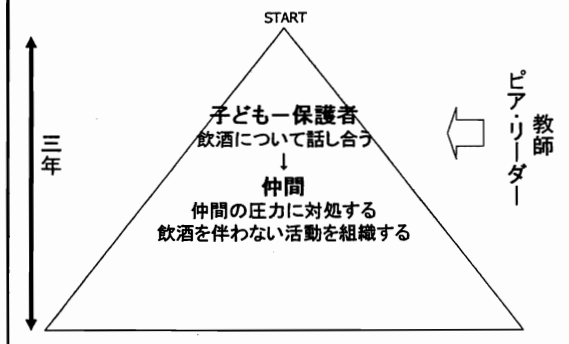 START
三年
子どもー保護者
飲酒について話し合う
↓
仲間
仲間の圧力に対処する
飲酒を伴わない活動を組織する
教師
ピア・リーダー